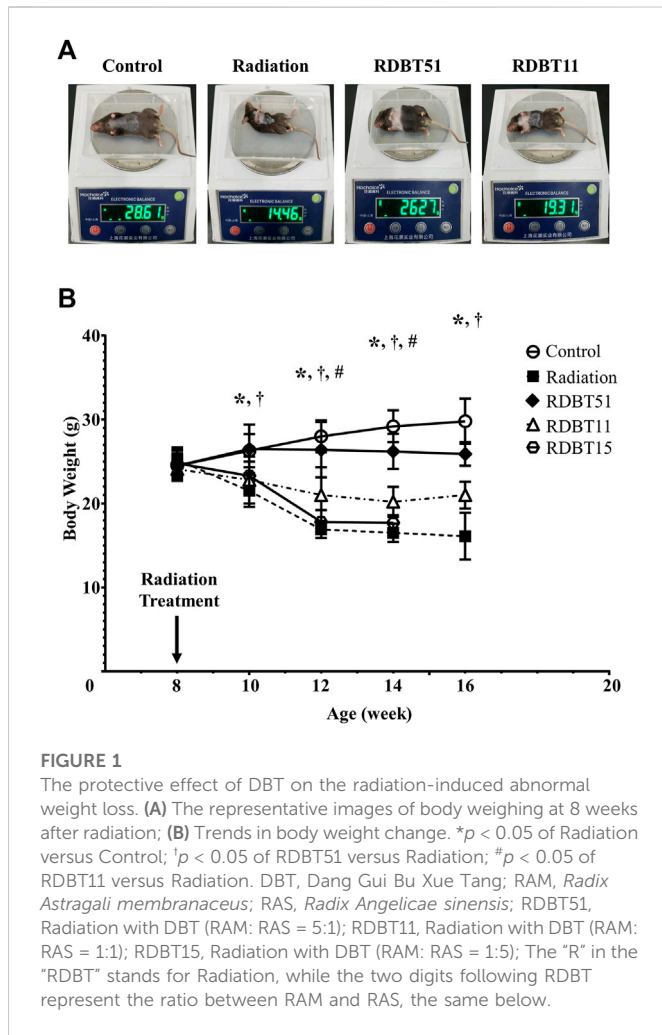 A
Control Radiation RDBT51 RDBT11
Hochoice ELECTRONIC BALANCE
28.61
Hochoice ELECTRONIC BALANCE
14.46
Hochoice ELECTRONIC BALANCE
26.27
Hochoice ELECTRONIC BALANCE
19.31
B
40
30
20
10
0
Body Weight (g)
*, †
*, †, #
*, †, #
*, †
Control
Radiation
RDBT51
RDBT11
RDBT15
Radiation
Treatment
8 10 12 14 16 20
Age (week)
FIGURE 1
The protective effect of DBT on the radiation-induced abnormal
weight loss. (A) The representative images of body weighing at 8 weeks
after radiation; (B) Trends in body weight change. *p < 0.05 of Radiation
versus Control; †p < 0.05 of RDBT51 versus Radiation; #p < 0.05 of
RDBT11 versus Radiation. DBT, Dang Gui Bu Xue Tang; RAM, Radix
Astragali membranaceus; RAS, Radix Angelicae sinensis; RDBT51,
Radiation with DBT (RAM: RAS = 5:1); RDBT11, Radiation with DBT (RAM:
RAS = 1:1); RDBT15, Radiation with DBT (RAM: RAS = 1:5); The “R” in the
“RDBT” stands for Radiation, while the two digits following RDBT
represent the ratio between RAM and RAS, the same below.